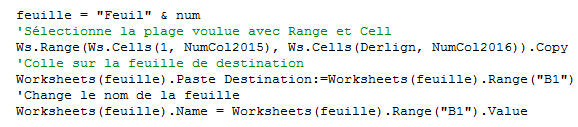 feuille = "Feuil" & num
'Sélectionne la plage voulue avec Range et Cell
Ws.Range(Ws.Cells(1, NumCol2015), Ws.Cells(Derlign, NumCol2016)).Copy
'Colle sur la feuille de destination
Worksheets(feuille).Paste Destination:=Worksheets(feuille).Range("B1")
'Change le nom de la feuille
Worksheets(feuille).Name = Worksheets(feuille).Range("B1").Value